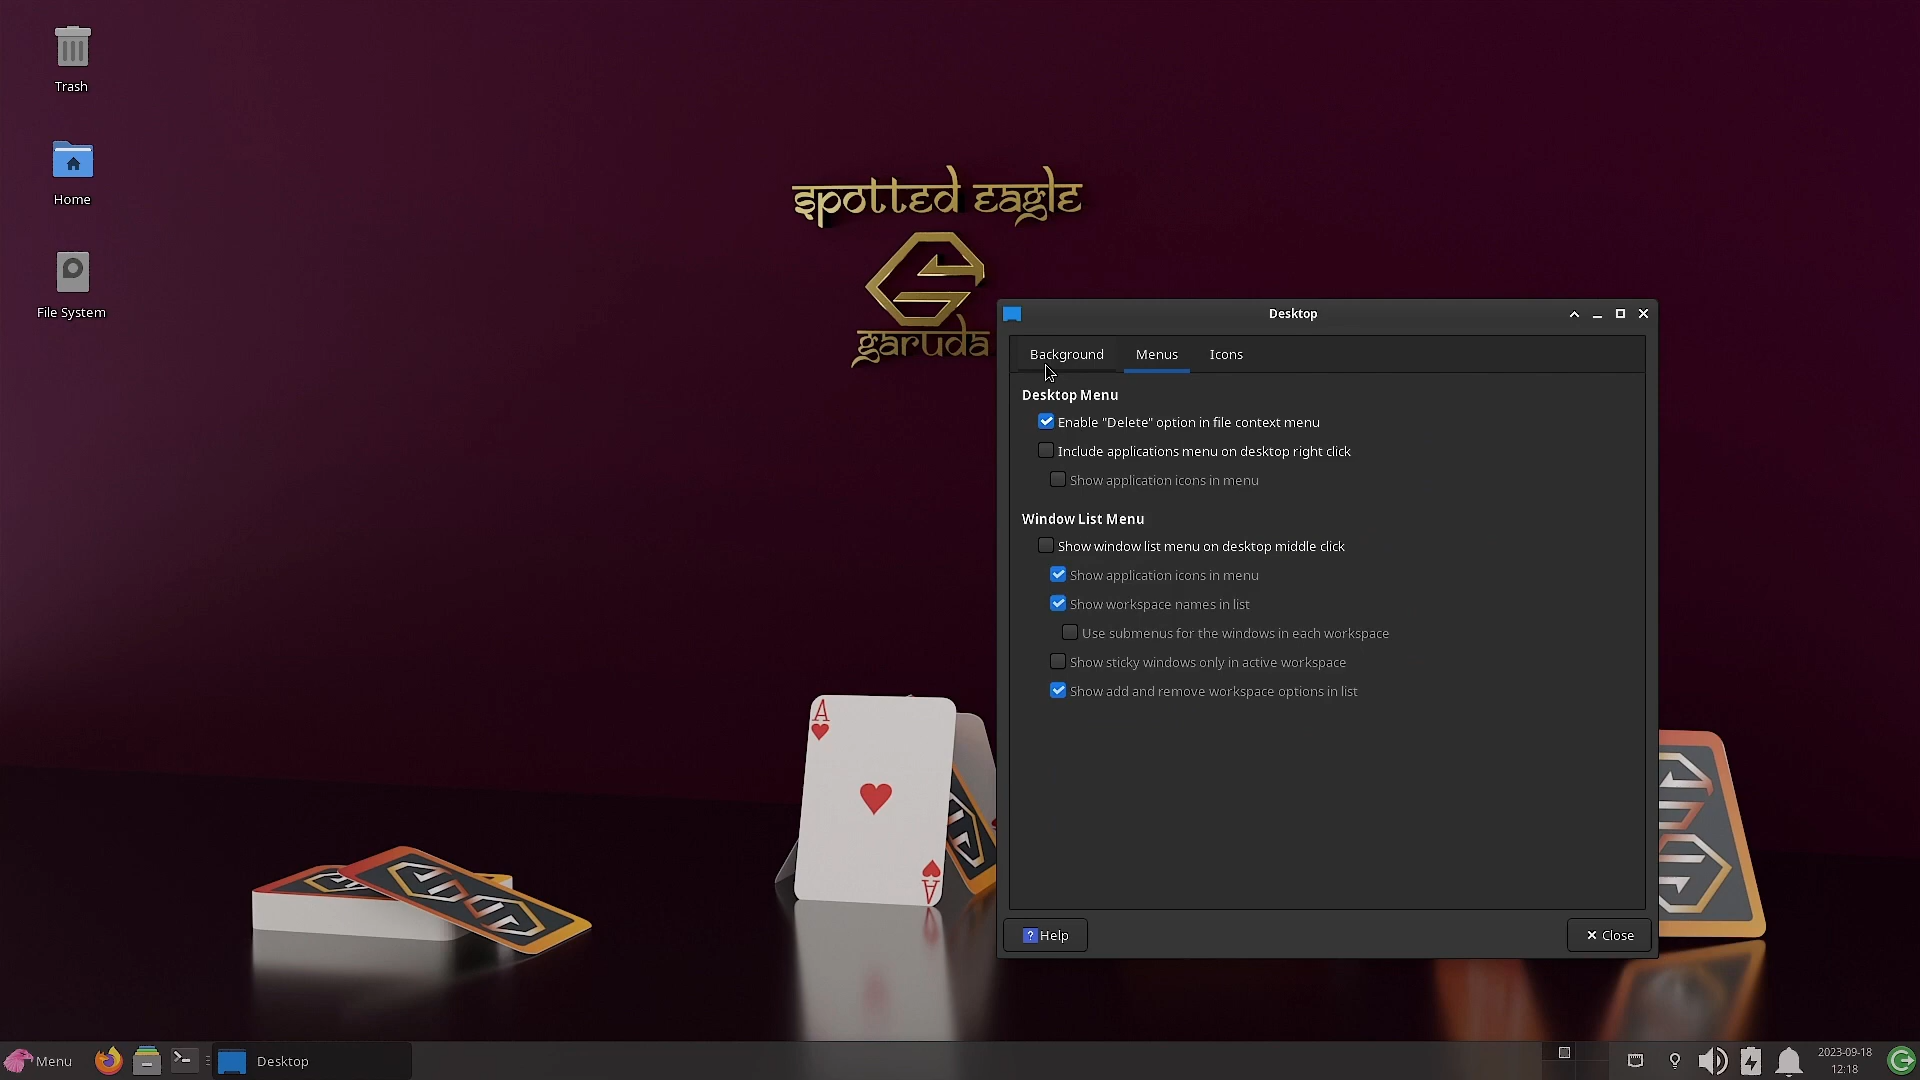 Trash
Home
File System
spotted eagle
garuda
Desktop
Background Menus Icons
Desktop Menu
Enable "Delete" option in file context menu
Include applications menu on desktop right click
Show application icons in menu
Window List Menu
Show window list menu on desktop middle click
Show application icons in menu
Show workspace names in list
Use submenus for the windows in each workspace
Show sticky windows only in active workspace
Show add and remove workspace options in list
? Help
Close
A
A
Menu
Desktop
2023-09-18
12:18